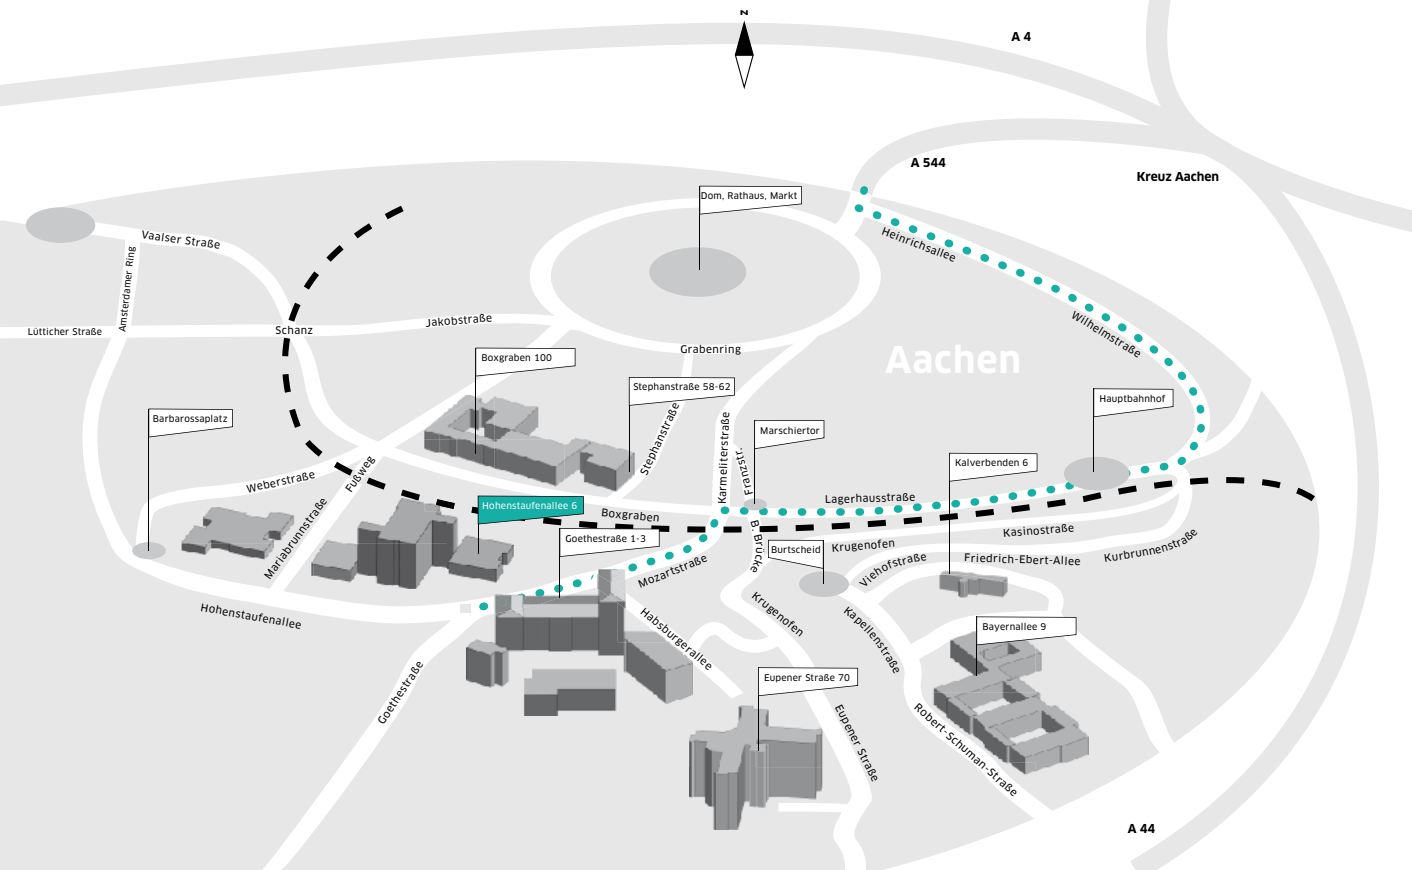 N
A 4
A 544
Kreuz Aachen
Dom, Rathaus, Markt
Vaalser Straße
Heinrichsallee
Amsterdamer Ring
Lütticher Straße
Schanz
Jakobstraße
Wilhelmstraße
Grabenring
Aachen
Boxgraben 100
Stephanstraße 58-62
Hauptbahnhof
Barbarossaplatz
Marschiertor
Stephanstraße
Karmeliterstraße
Franzstr.
Kalverbenden 6
Fußweg
Weberstraße
Lagerhausstraße
Hohenstaufenallee 6
Boxgraben
Mariabrunnstraße
Kasinostraße
Goethestraße 1-3
B. Brücke
Burtscheid
Krugenofen
Kurbrunnenstraße
Friedrich-Ebert-Allee
Viehofstraße
Mozartstraße
Hohenstaufenallee
Krugenofen
Habsburgerallee
Kapellenstraße
Bayernallee 9
Goethestraße
Eupener Straße 70
Eupener Straße
Robert-Schuman-Straße
A 44